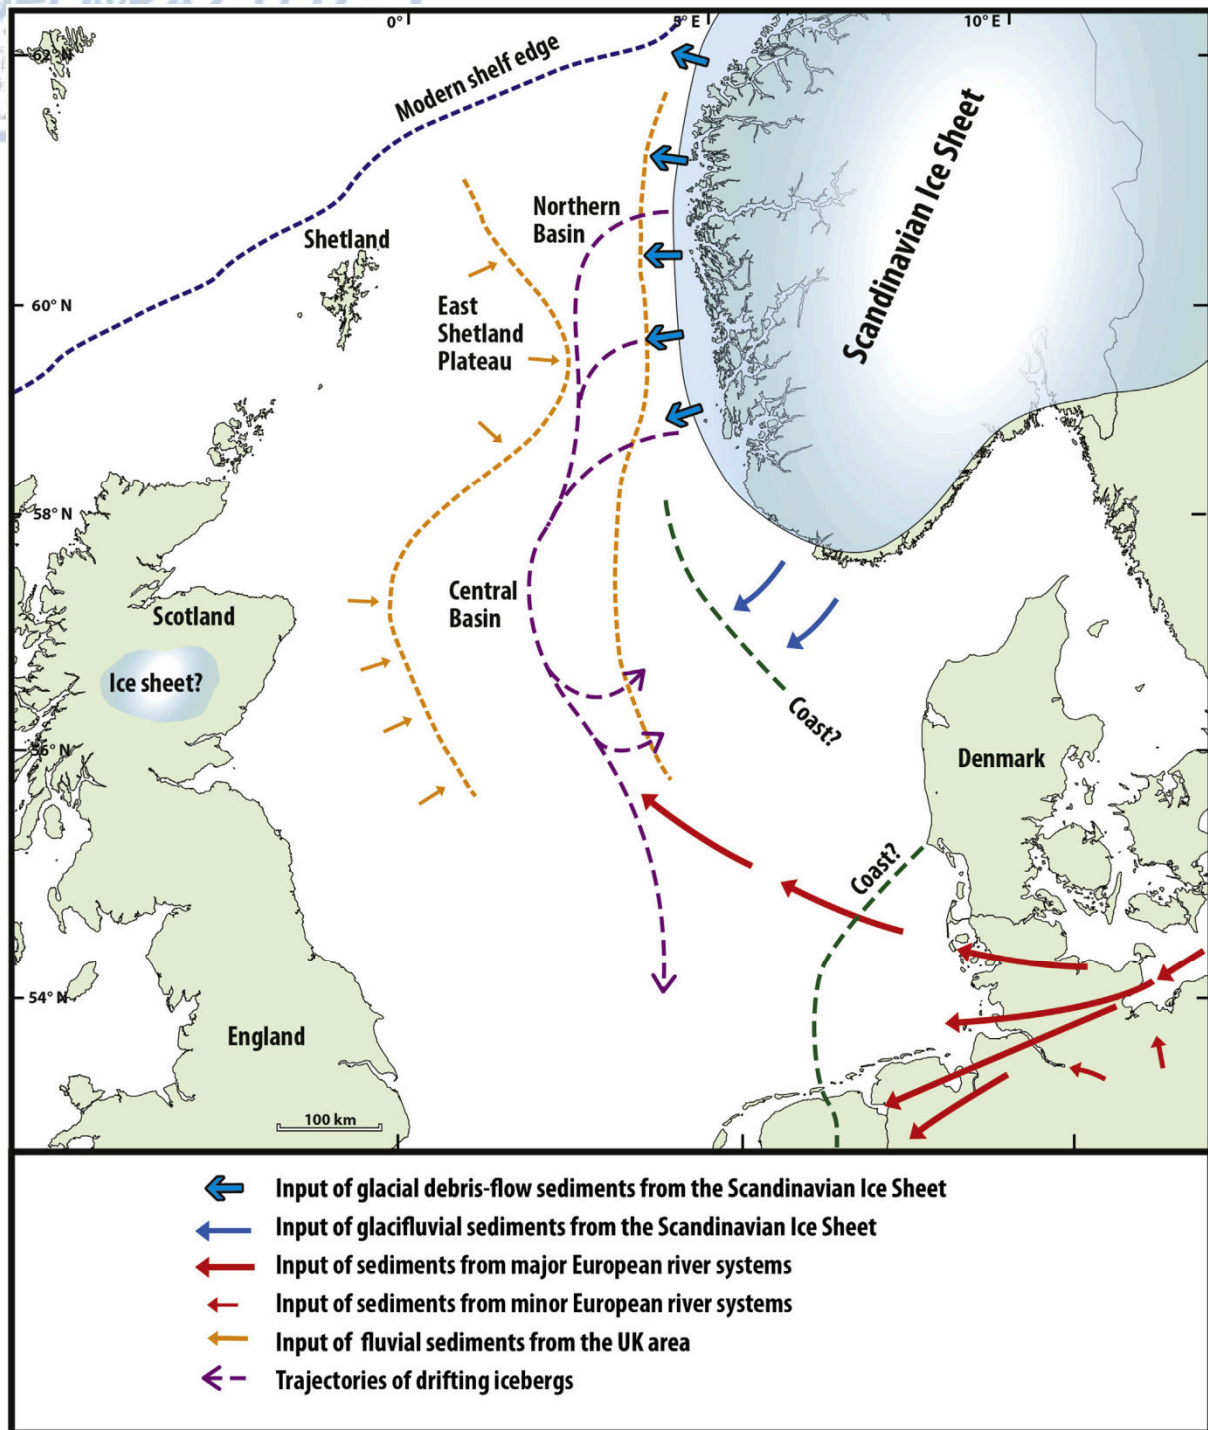 0°
5° E
10° E
62° N
Modern shelf edge
Scandinavian Ice Sheet
Northern
Basin
Shetland
60° N
East
Shetland
Plateau
58° N
Central
Basin
Scotland
Ice sheet?
Coast?
56° N
Denmark
Coast?
54° N
England
100 km
Input of glacial debris-flow sediments from the Scandinavian Ice Sheet
Input of glacifluvial sediments from the Scandinavian Ice Sheet
Input of sediments from major European river systems
Input of sediments from minor European river systems
Input of fluvial sediments from the UK area
Trajectories of drifting icebergs